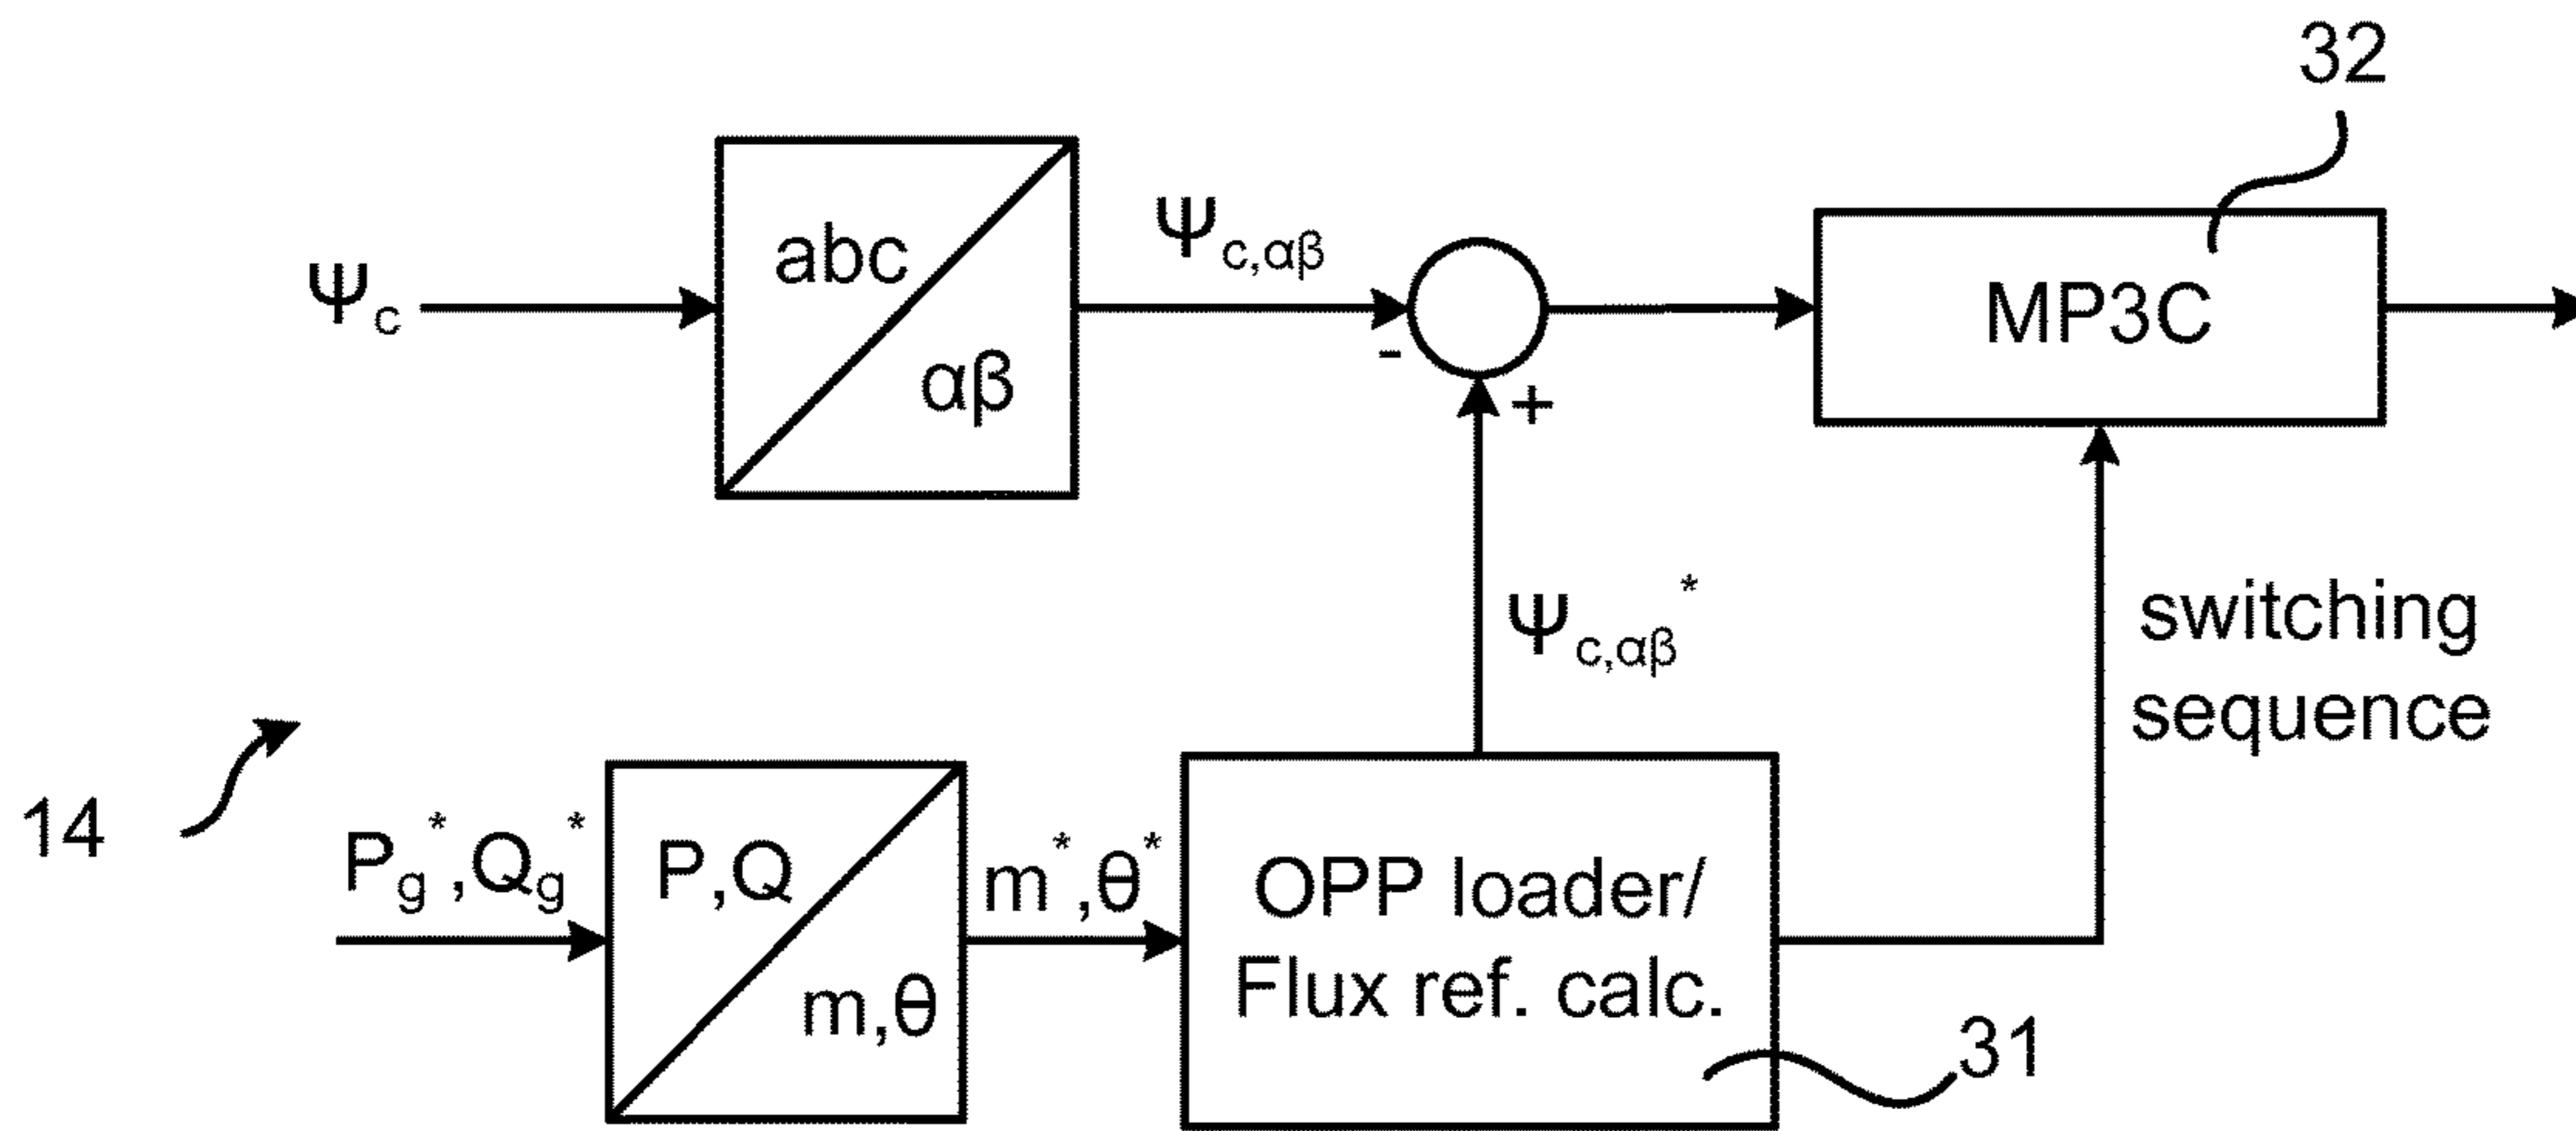 32
abc
αβ
Ψc
Ψc,αβ
-
+
MP3C
Ψc,αβ*
switching
sequence
14
Pg*,Qg*
P,Q
m,θ
m*,θ*
OPP loader/
Flux ref. calc.
31